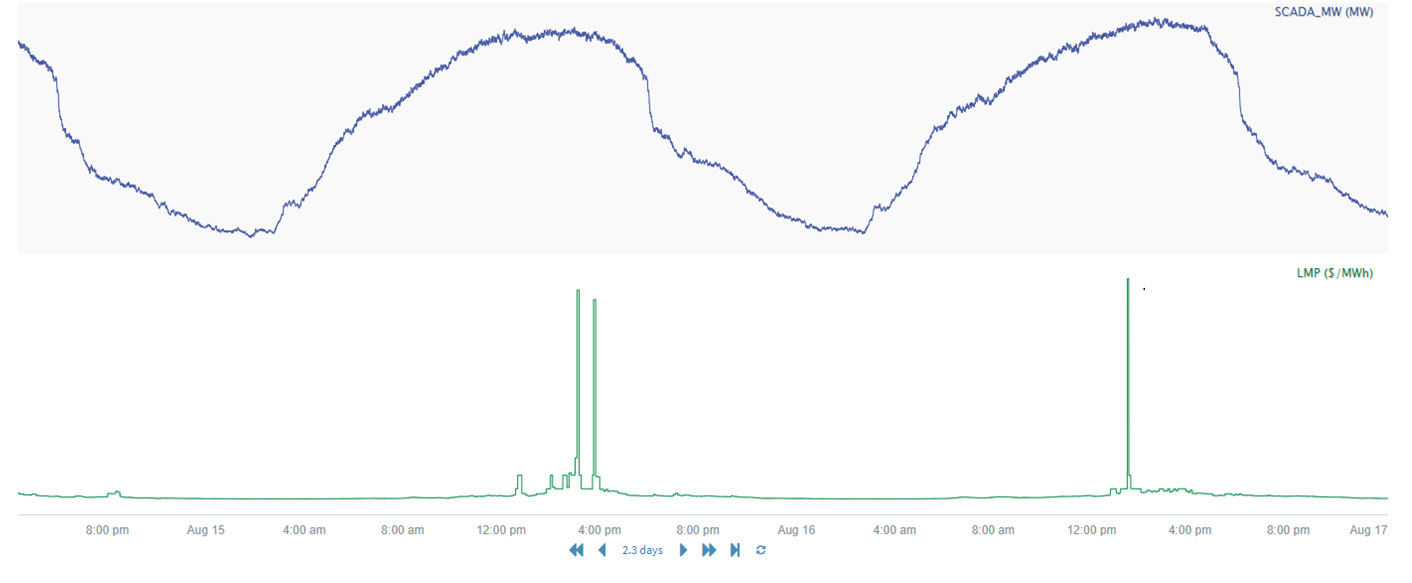 SCADA_MW (MW)
LMP ($/MWh)
8:00 pm Aug 15 4:00 am 8:00 am 12:00 pm 4:00 pm 8:00 pm Aug 16 4:00 am 8:00 am 12:00 pm 4:00 pm 8:00 pm Aug 17
2.3 days